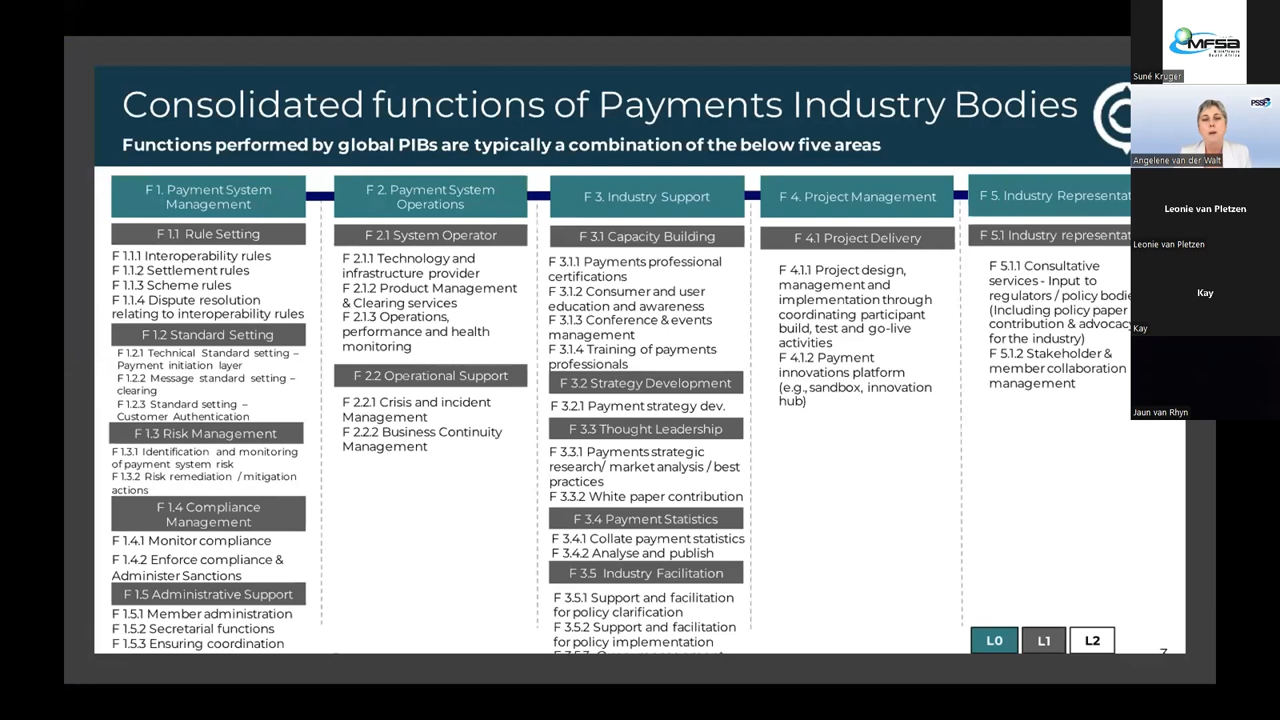 Consolidated functions of Payments Industry Bodies
Functions performed by global PIBs are typically a combination of the below five areas
F 1. Payment System
Management
F 1.1 Rule Setting
F 1.1.1 Interoperability rules
F 1.1.2 Settlement rules
F 1.1.3 Scheme rules
F 1.1.4 Dispute resolution
relating to interoperability rules
F 1.2 Standard Setting
F 1.2.1 Technical Standard setting –
Payment initiation layer
F 1.2.2 Message standard setting –
clearing
F 1.2.3 Standard setting –
Customer Authentication
F 1.3 Risk Management
F 1.3.1 Identification and monitoring
of payment system risk
F 1.3.2 Risk remediation / mitigation
actions
F 1.4 Compliance
Management
F 1.4.1 Monitor compliance
F 1.4.2 Enforce compliance &
Administer Sanctions
F 1.5 Administrative Support
F 1.5.1 Member administration
F 1.5.2 Secretarial functions
F 1.5.3 Ensuring coordination
F 2. Payment System
Operations
F 2.1 System Operator
F 2.1.1 Technology and
infrastructure provider
F 2.1.2 Product Management
& Clearing services
F 2.1.3 Operations,
performance and health
monitoring
F 2.2 Operational Support
F 2.2.1 Crisis and incident
Management
F 2.2.2 Business Continuity
Management
F 3. Industry Support
F 3.1 Capacity Building
F 3.1.1 Payments professional
certifications
F 3.1.2 Consumer and user
education and awareness
F 3.1.3 Conference & events
management
F 3.1.4 Training of payments
professionals
F 3.2 Strategy Development
F 3.2.1 Payment strategy dev.
F 3.3 Thought Leadership
F 3.3.1 Payments strategic
research/ market analysis / best
practices
F 3.3.2 White paper contribution
F 3.4 Payment Statistics
F 3.4.1 Collate payment statistics
F 3.4.2 Analyse and publish
F 3.5 Industry Facilitation
F 3.5.1 Support and facilitation
for policy clarification
F 3.5.2 Support and facilitation
for policy implementation
F 4. Project Management
F 4.1 Project Delivery
F 4.1.1 Project design,
management and
implementation through
coordinating participant
build, test and go-live
activities
F 4.1.2 Payment
innovations platform
(e.g., sandbox, innovation
hub)
F 5. Industry Representat
F 5.1 Industry representat
F 5.1.1 Consultative
services - Input to
regulators / policy bodie
(Including policy paper
contribution & advocacy
for the industry)
F 5.1.2 Stakeholder &
member collaboration
management
L0
L1
L2
MFSA
Suné Kruger
PSSF
Angelene van der Walt
Leonie van Pletzen
Leonie van Pletzen
Kay
Kay
Jaun van Rhyn